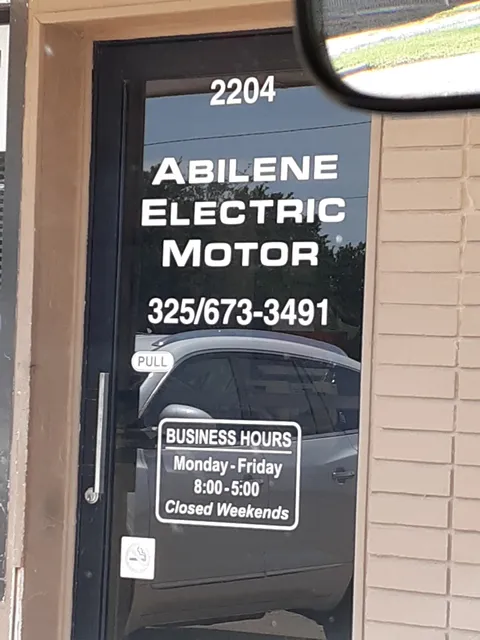 2204
ABILENE
ELECTRIC
MOTOR
325/673-3491
PULL
BUSINESS HOURS
Monday-Friday
8:00-5:00
Closed Weekends